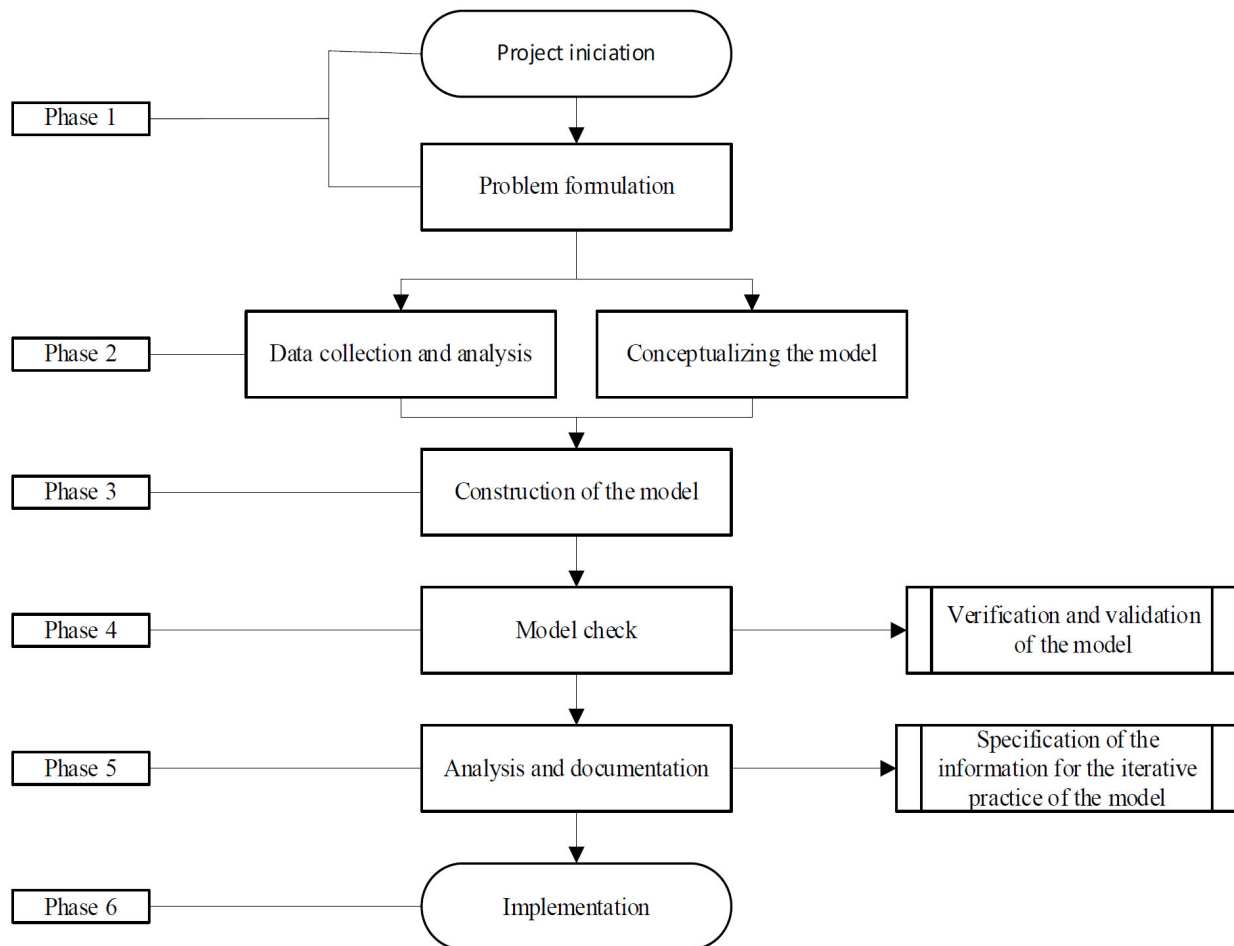 Project iniciation
Phase 1
Problem formulation
Phase 2
Data collection and analysis
Conceptualizing the model
Phase 3
Construction of the model
Phase 4
Model check
Verification and validation
of the model
Phase 5
Analysis and documentation
Specification of the
information for the iterative
practice of the model
Phase 6
Implementation